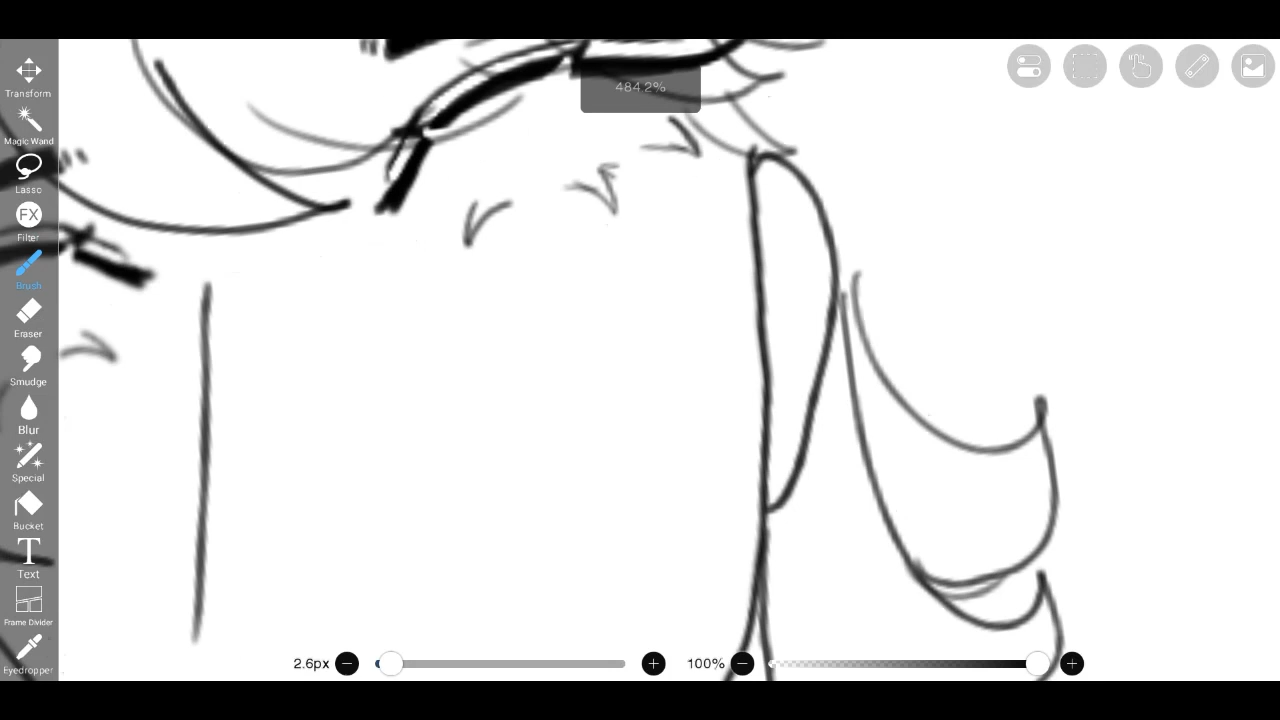 484.2%
Transform
Magic Wand
Lasso
FX
Filter
Brush
Eraser
Smudge
Blur
Special
Bucket
T
Text
Frame Divider
Eyedropper
2.6px
100%